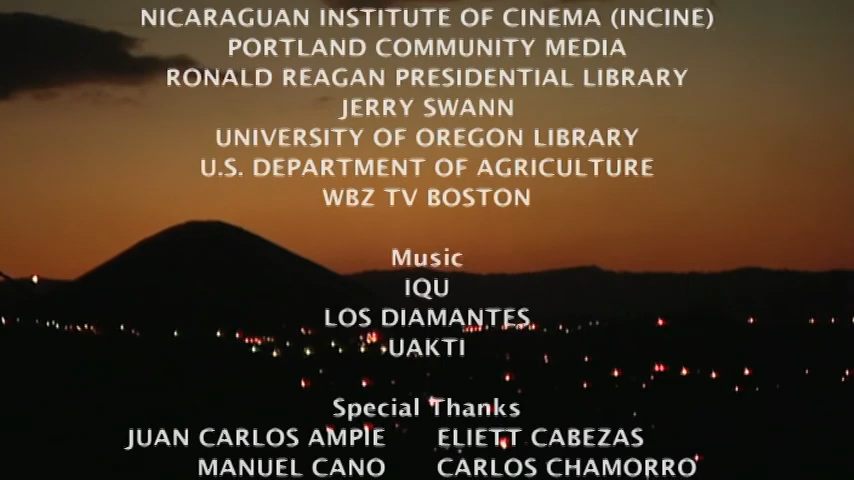 NICARAGUAN INSTITUTE OF CINEMA (INCINE)
PORTLAND COMMUNITY MEDIA
RONALD REAGAN PRESIDENTIAL LIBRARY
JERRY SWANN
UNIVERSITY OF OREGON LIBRARY
U.S. DEPARTMENT OF AGRICULTURE
WBZ TV BOSTON
Music
IQU
LOS DIAMANTES
UAKTI
Special Thanks
JUAN CARLOS AMPIE ELIETT CABEZAS
MANUEL CANO CARLOS CHAMORRO